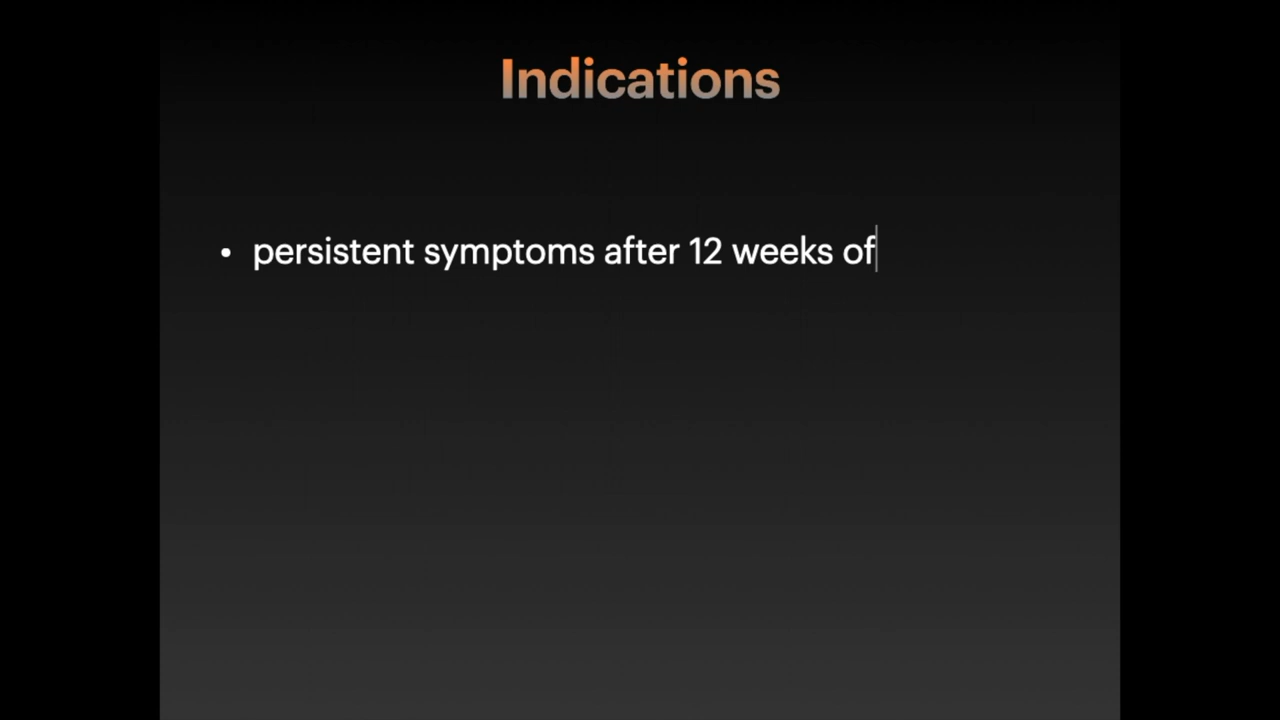 Indications
• persistent symptoms after 12 weeks of